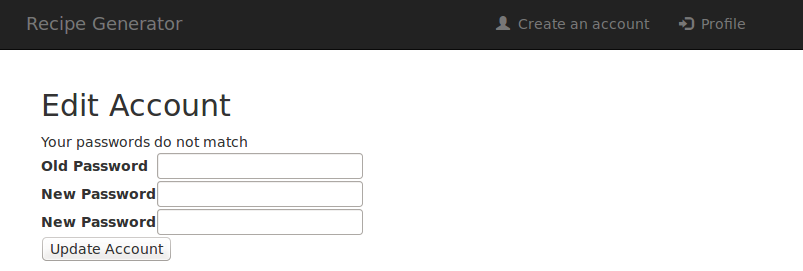 Recipe Generator Create an account Profile
Edit Account
Your passwords do not match
Old Password
New Password
New Password
Update Account